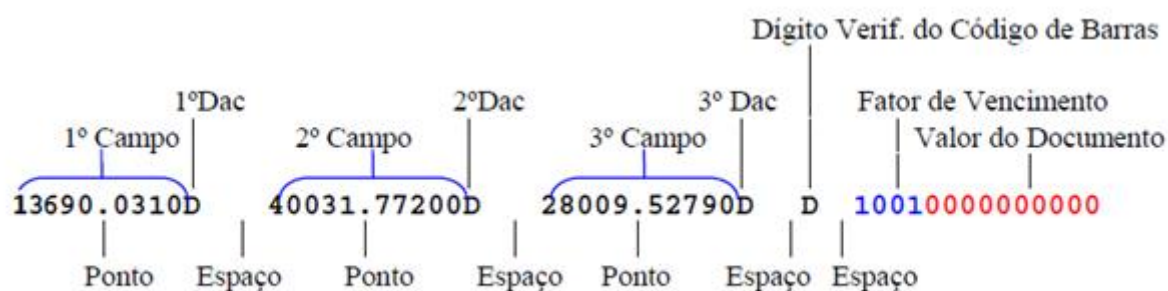 Dígito Verif. do Código de Barras
1ºDac 2ºDac 3º Dac Fator de Vencimento
1º Campo 2º Campo 3º Campo Valor do Documento
13690.0310D 40031.77200D 28009.52790D D 10010000000000
Ponto Espaço Ponto Espaço Ponto Espaço Espaço